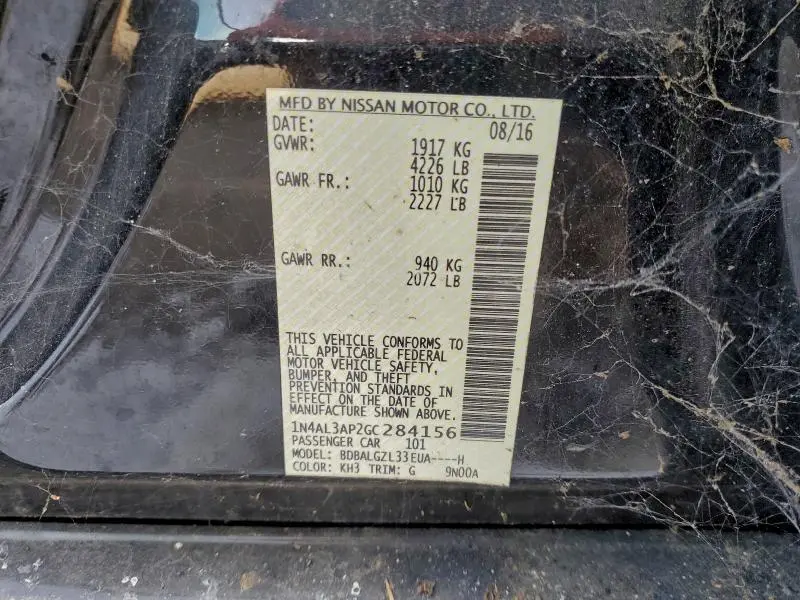 MFD BY NISSAN MOTOR CO., LTD.
DATE: 08/16
GVWR: 1917 KG
4226 LB
GAWR FR.: 1010 KG
2227 LB
GAWR RR.: 940 KG
2072 LB
THIS VEHICLE CONFORMS TO
ALL APPLICABLE FEDERAL
MOTOR VEHICLE SAFETY,
BUMPER, AND THEFT
PREVENTION STANDARDS IN
EFFECT ON THE DATE OF
MANUFACTURE SHOWN ABOVE.
1N4AL3AP2GC284156
PASSENGER CAR 101
MODEL: BDBALGZL33EUA----H
COLOR: KH3 TRIM: G 9N00A